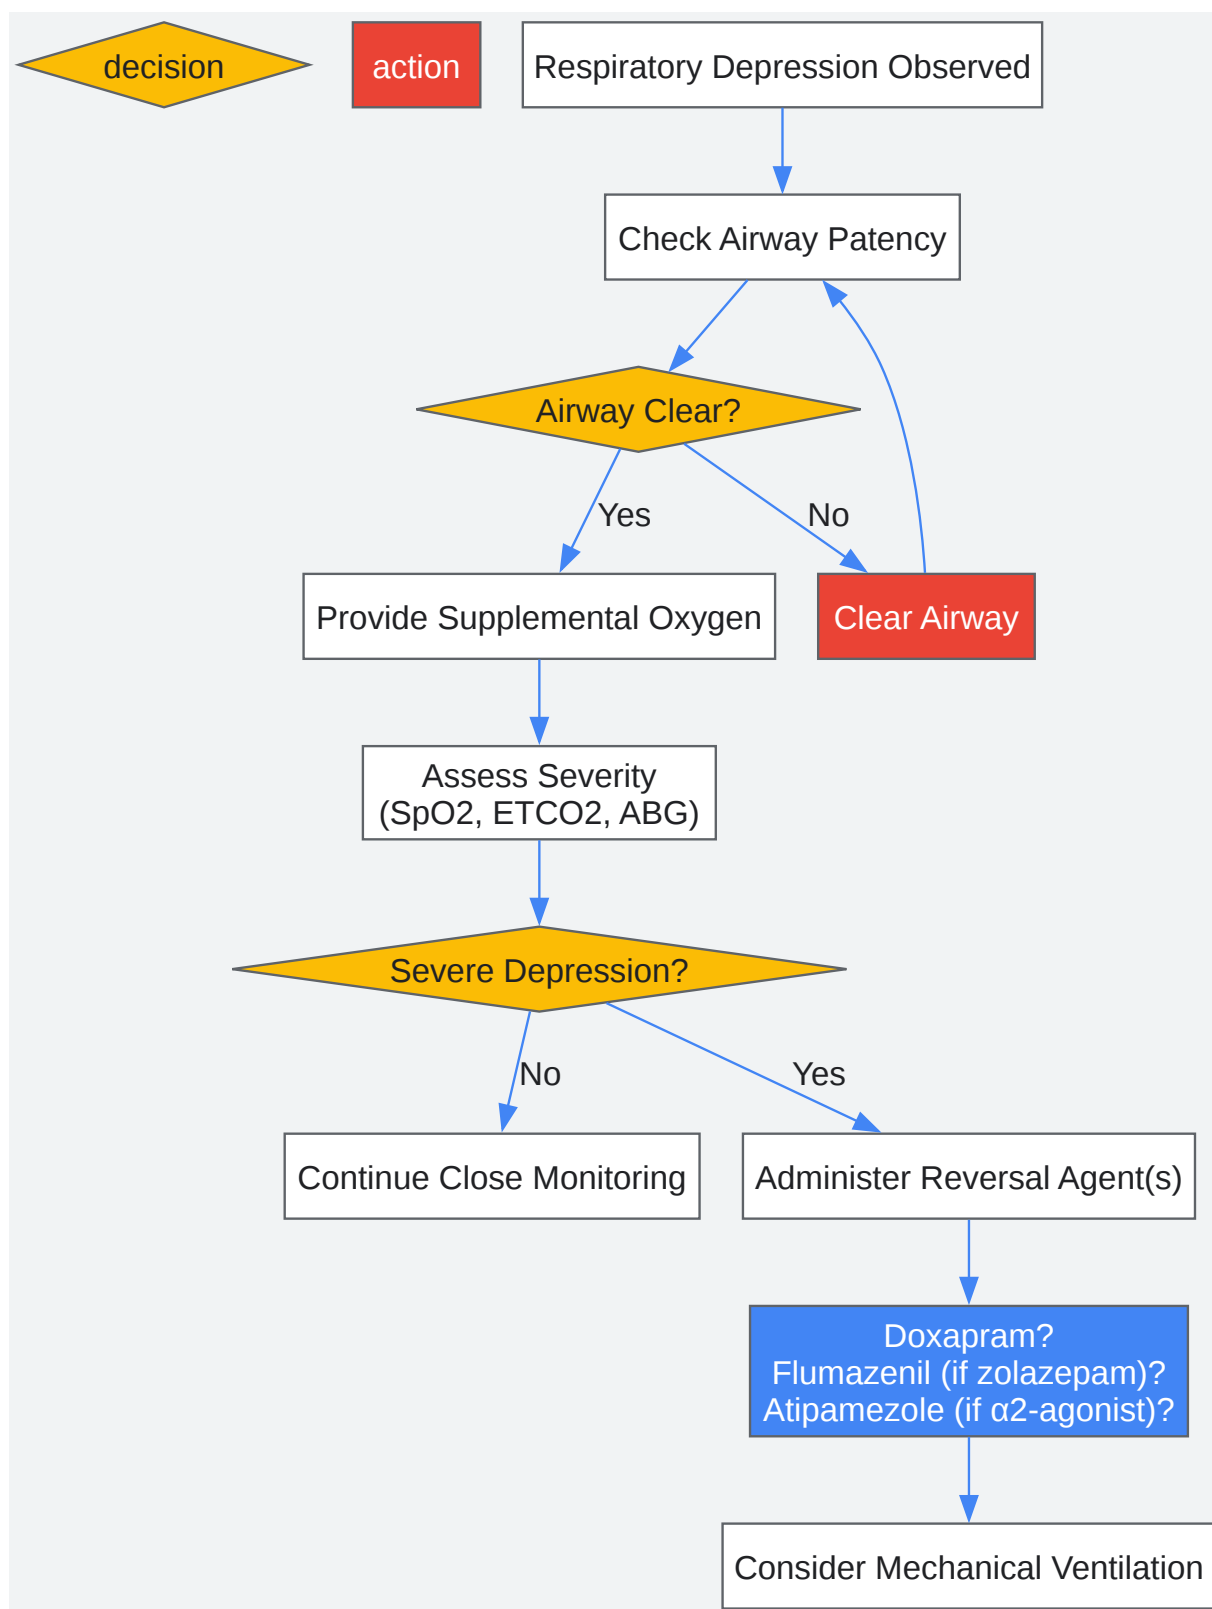 decision
action
Respiratory Depression Observed
Check Airway Patency
Airway Clear?
Yes
No
Provide Supplemental Oxygen
Clear Airway
Assess Severity
(SpO2, ETCO2, ABG)
Severe Depression?
No
Yes
Continue Close Monitoring
Administer Reversal Agent(s)
Doxapram?
Flumazenil (if zolazepam)?
Atipamezole (if α2-agonist)?
Consider Mechanical Ventilation